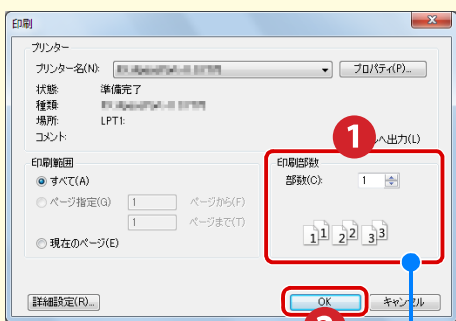 印刷
プリンター
プリンター名(N):
プロパティ(P)...
状態: 準備完了
種類:
場所: LPT1:
コメント:
へ出力(L)
1
印刷範囲
すべて(A)
ページ指定(G) 1 ページから(F)
1 ページまで(T)
現在のページ(E)
印刷部数
部数(C): 1
1 1 2 2 3 3
詳細設定(R)...
OK
キャンセル